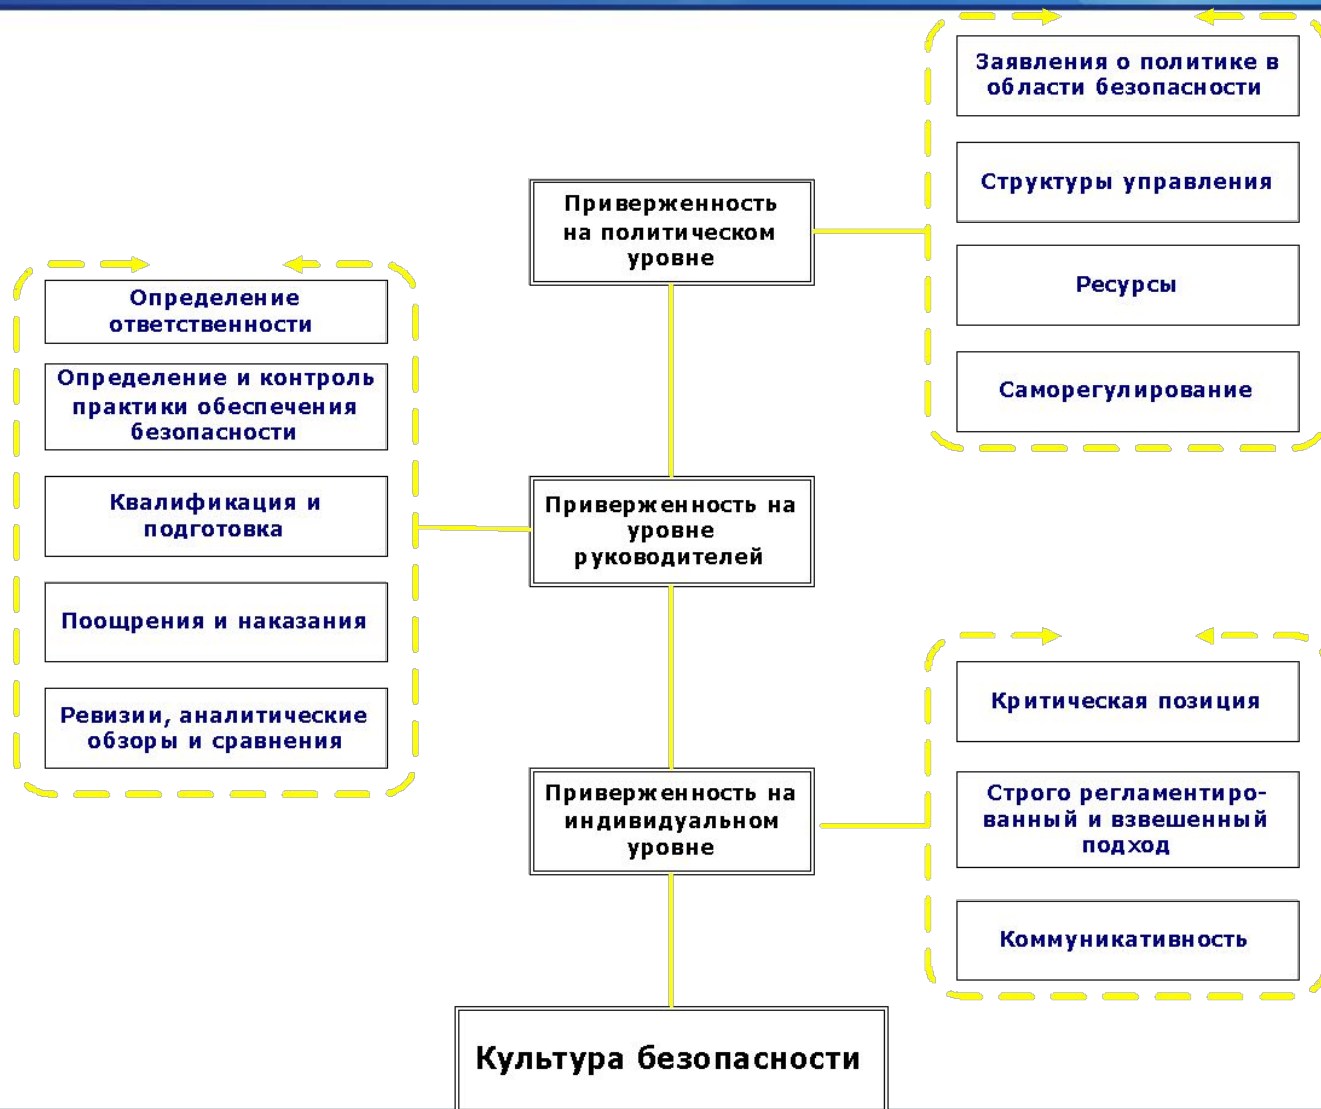 Заявления о политике в
области безопасности
Структуры управления
Ресурсы
Саморегулирование
Приверженность
на политическом
уровне
Определение
ответственности
Определение и контроль
практики обеспечения
безопасности
Квалификация и
подготовка
Поощрения и наказания
Ревизии, аналитические
обзоры и сравнения
Приверженность на
уровне
руководителей
Критическая позиция
Строго регламентиро-
ванный и взвешенный
подход
Коммуникативность
Приверженность на
индивидуальном
уровне
Культура безопасности